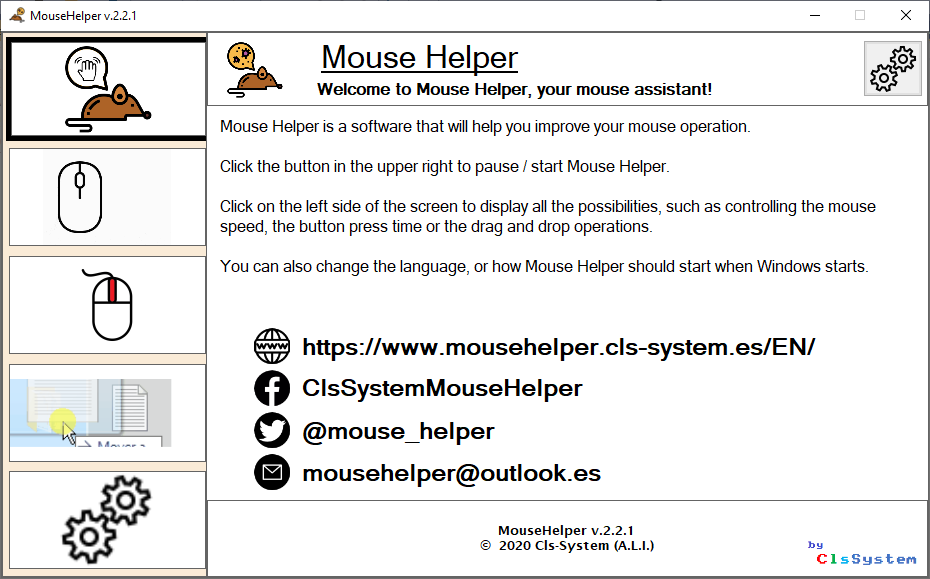 MouseHelper v.2.2.1
Mouse Helper
Welcome to Mouse Helper, your mouse assistant!
Mouse Helper is a software that will help you improve your mouse operation.
Click the button in the upper right to pause / start Mouse Helper.
Click on the left side of the screen to display all the possibilities, such as controlling the mouse
speed, the button press time or the drag and drop operations.
You can also change the language, or how Mouse Helper should start when Windows starts.
www
https://www.mousehelper.cls-system.es/EN/
ClsSystemMouseHelper
@mouse_helper
mousehelper@outlook.es
Mover a
MouseHelper v.2.2.1
© 2020 Cls-System (A.L.I.)
by
ClsSystem